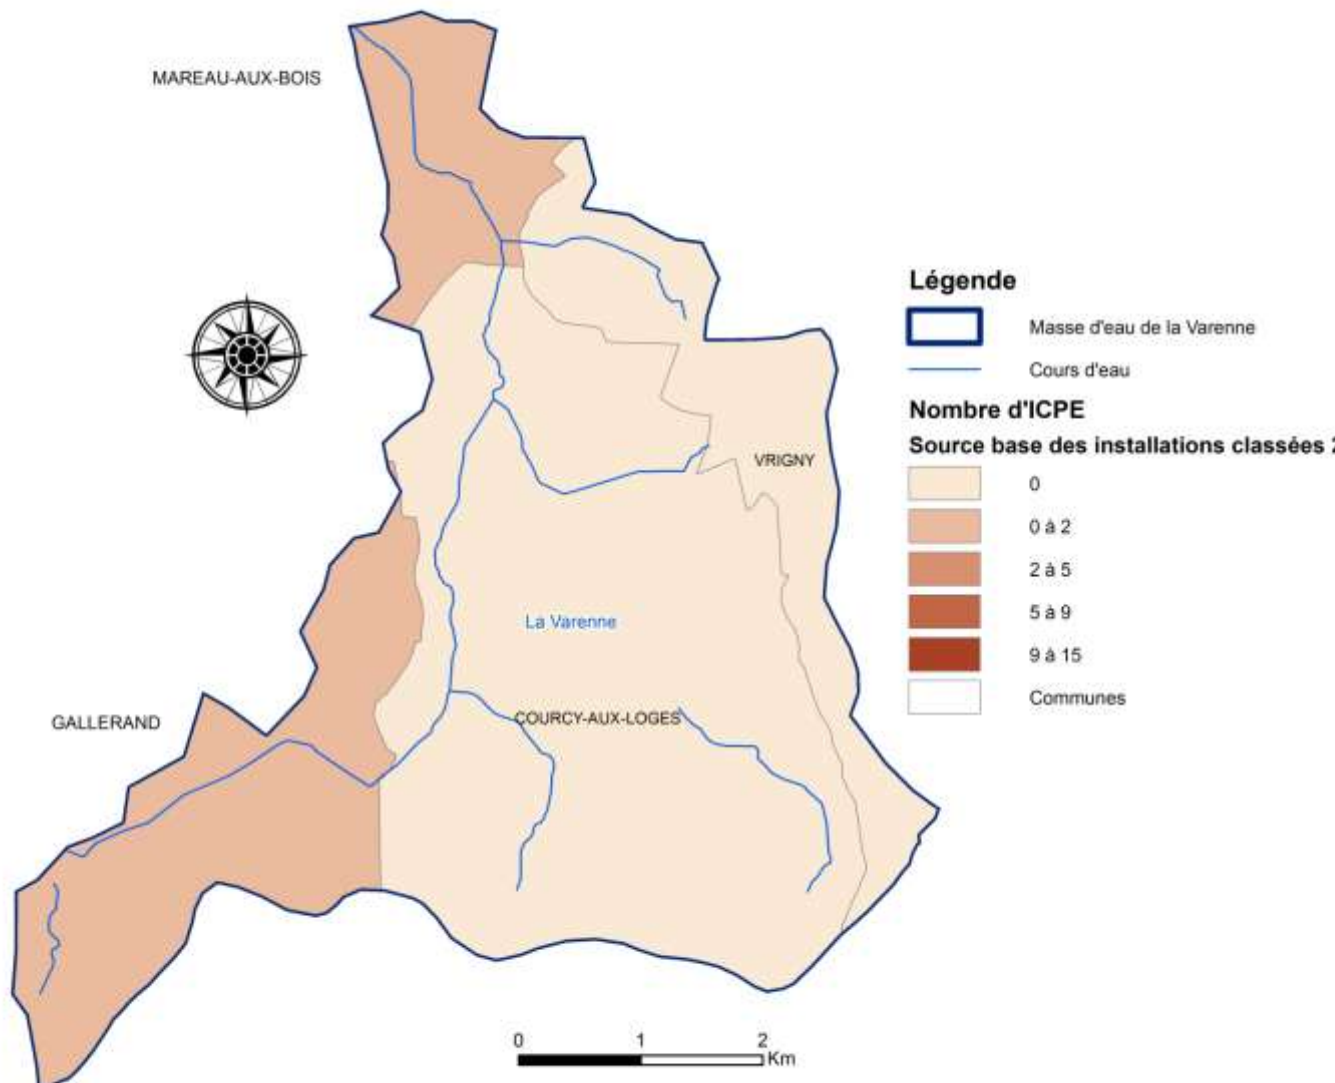 MAREAU-AUX-BOIS
Légende
Masse d'eau de la Varenne
Cours d'eau
Nombre d'ICPE
Source base des installations classées 2
VRIGNY
0
0 à 2
2 à 5
5 à 9
La Varenne
9 à 15
Communes
GALLERAND
COURCY-AUX-LOGES
0 1 2
Km